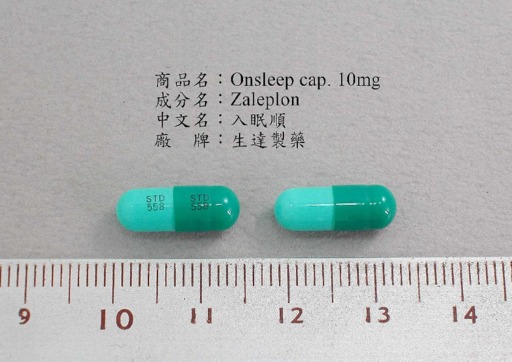 商品名：Onsleep cap. 10mg
成分名：Zaleplon
中文名：入眠順
廠　牌：生達製藥
STD STD
558 558
9 10 11 12 13 14